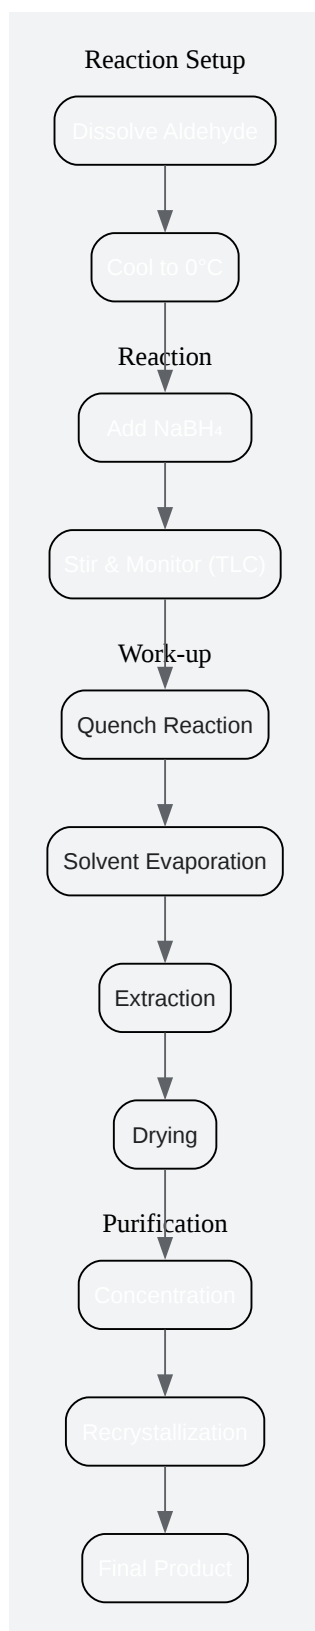 Reaction Setup
Dissolve Aldehyde
Cool to 0°C
Reaction
Add NaBH₄
Stir & Monitor (TLC)
Work-up
Quench Reaction
Solvent Evaporation
Extraction
Drying
Purification
Concentration
Recrystallization
Final Product